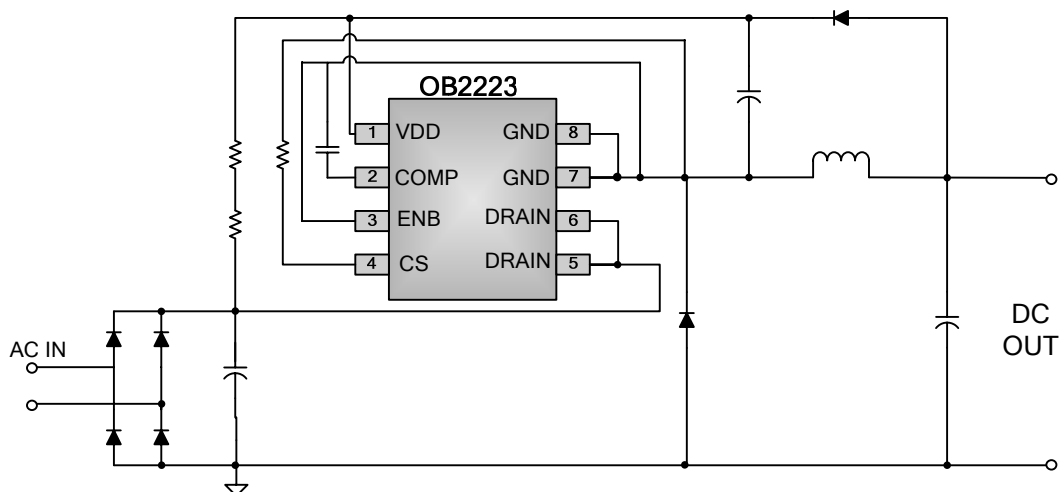 OB2223
1 VDD GND 8
2 COMP GND 7
3 ENB DRAIN 6
4 CS DRAIN 5
AC IN
DC
OUT